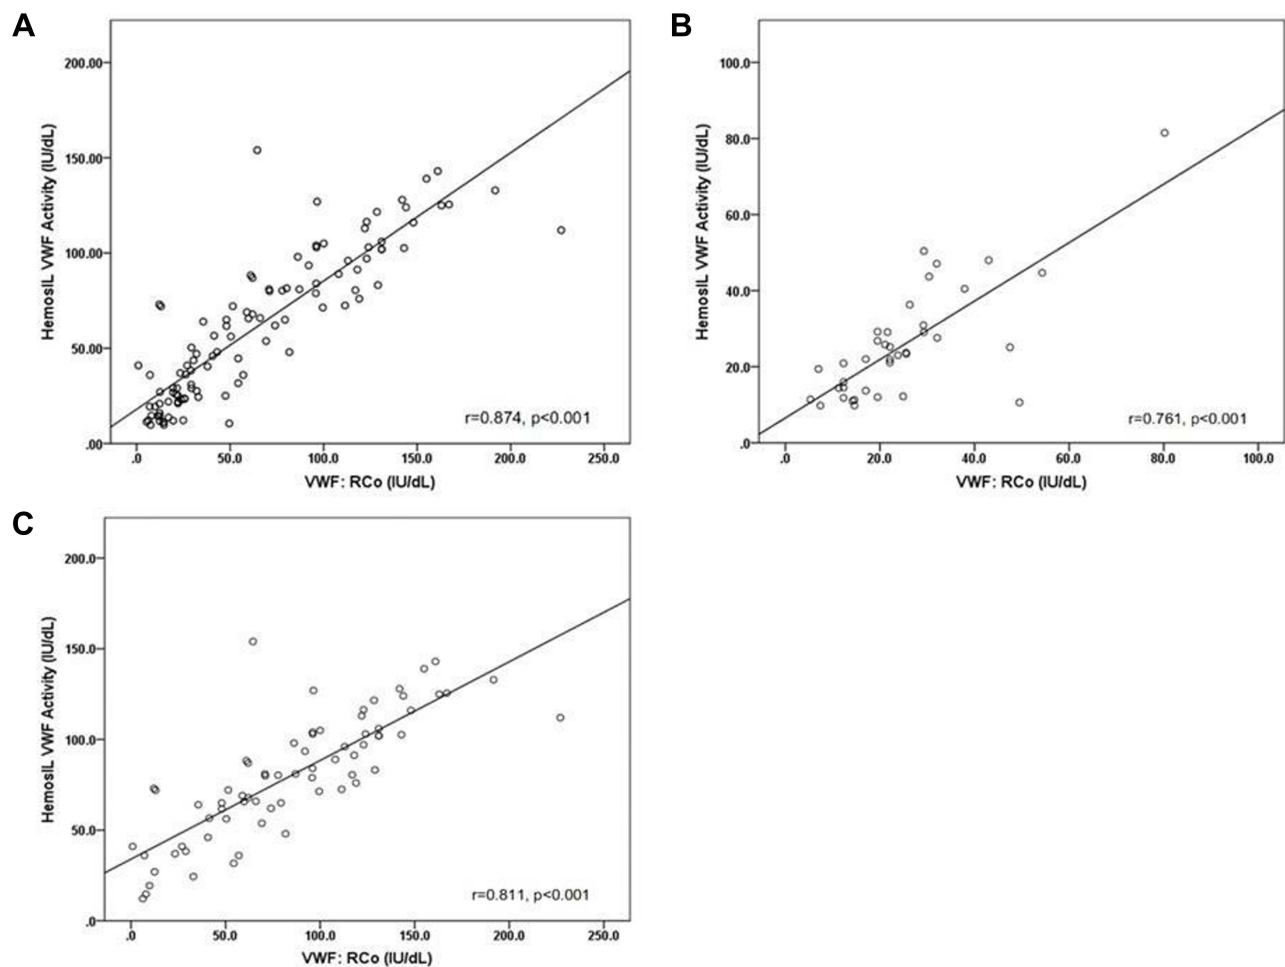 A
HemosIL VWF Activity (IU/dL)
200.00
150.00
100.00
50.00
.00
r=0.874, p<0.001
.0 50.0 100.0 150.0 200.0 250.0
VWF: RCo (IU/dL)
B
HemosIL VWF Activity (IU/dL)
100.0
80.0
60.0
40.0
20.0
.0
r=0.761, p<0.001
.0 20.0 40.0 60.0 80.0 100.0
VWF: RCo (IU/dL)
C
HemosIL VWF Activity (IU/dL)
200.0
150.0
100.0
50.0
.0
r=0.811, p<0.001
.0 50.0 100.0 150.0 200.0 250.0
VWF: RCo (IU/dL)